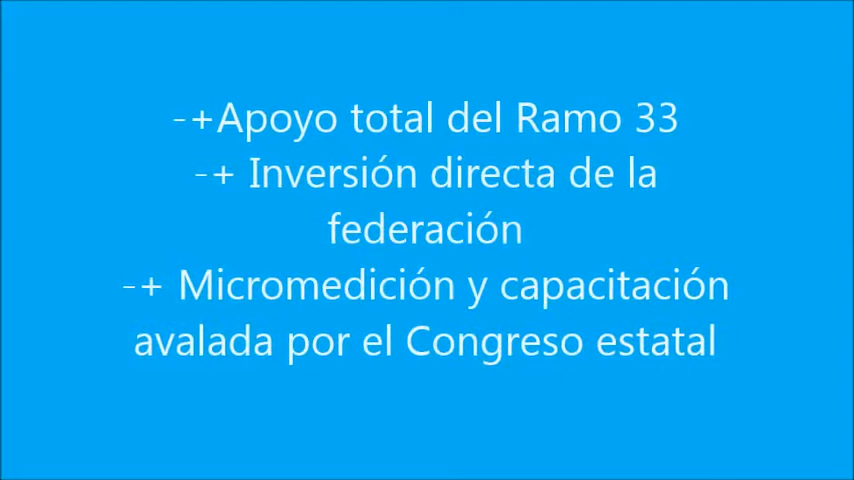 -+Apoyo total del Ramo 33
-+ Inversión directa de la
federación
-+ Micromedición y capacitación
avalada por el Congreso estatal